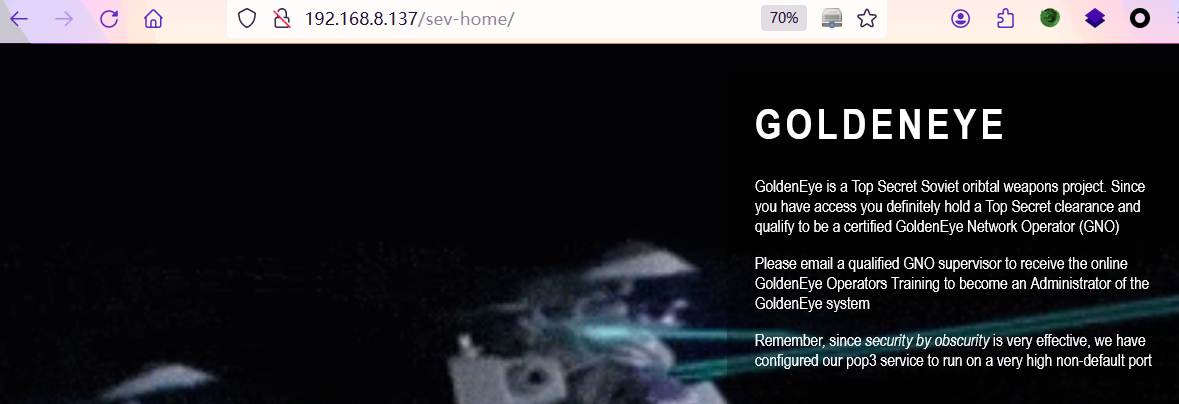 192.168.8.137/sev-home/
70%
GOLDENEYE
GoldenEye is a Top Secret Soviet oribtal weapons project. Since
you have access you definitely hold a Top Secret clearance and
qualify to be a certified GoldenEye Network Operator (GNO)
Please email a qualified GNO supervisor to receive the online
GoldenEye Operators Training to become an Administrator of the
GoldenEye system
Remember, since security by obscurity is very effective, we have
configured our pop3 service to run on a very high non-default port